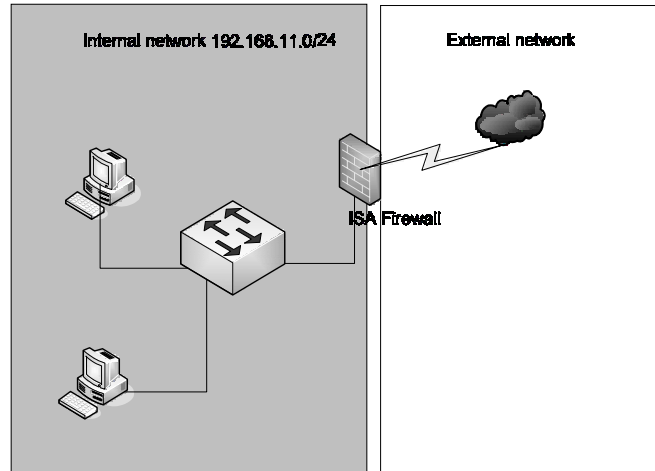 Internal network 192.168.11.0/24
External network
ISA Firewall